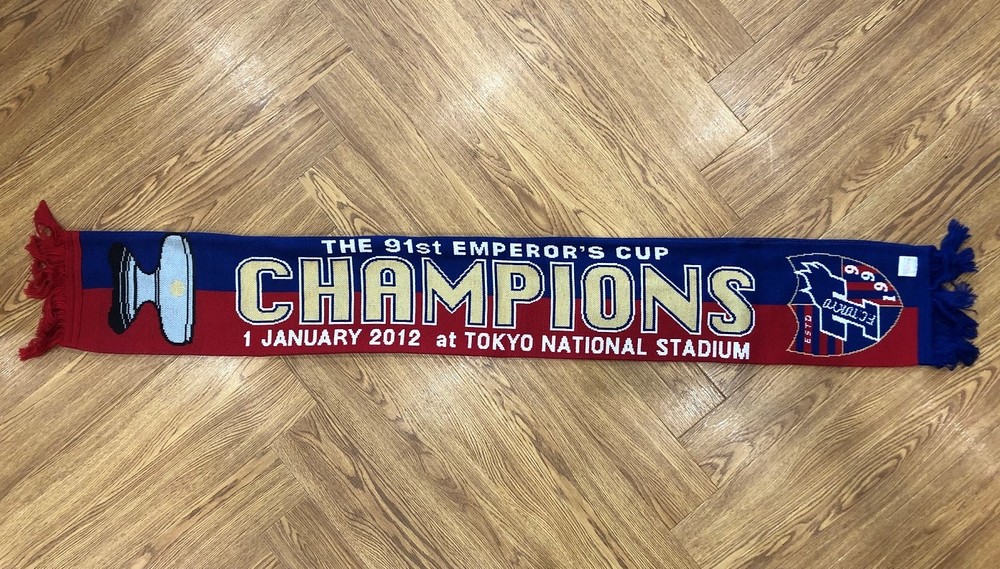 THE 91st EMPEROR'S CUP
CHAMPIONS
1 JANUARY 2012 at TOKYO NATIONAL STADIUM
1999
F.C. TOKYO
ESTD